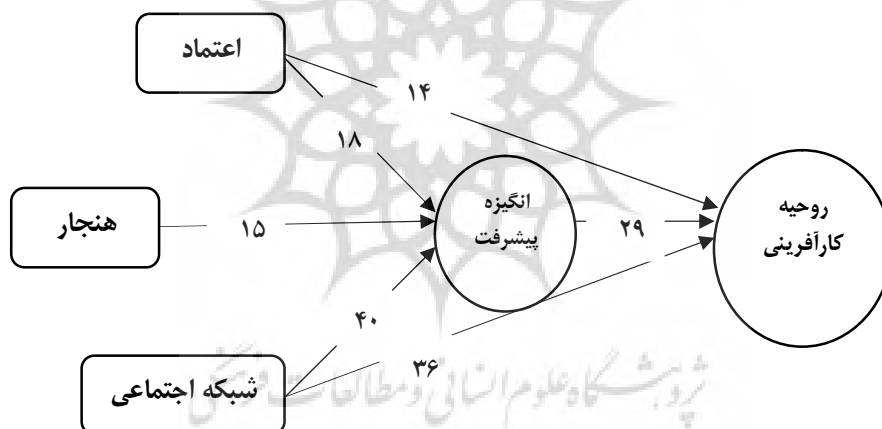 اعتماد
۱۴
۱۸
انگیزه
پیشرفت
روحیه
کارآفرینی
هنجار
۱۵
۲۹
۴۰
۳۶
شبکه اجتماعی
پژوهشگاه علوم انسانی و مطالعات فرهنگی